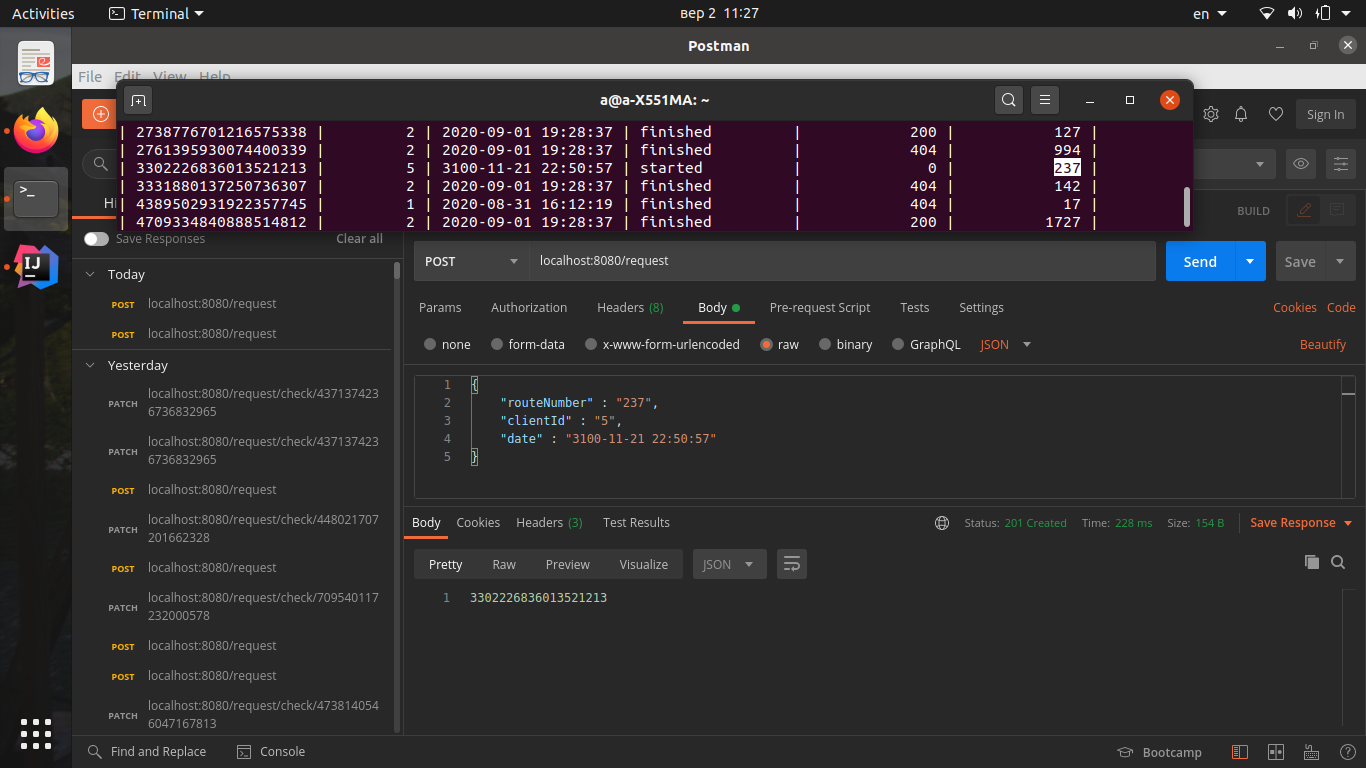 Activities Terminal вер 2 11:27 en
Postman
File Edit View Help
a@a-X551MA: ~
Sign In
| 2738776701216575338 | 2 | 2020-09-01 19:28:37 | finished | 200 | 127 |
| 2761395930074400339 | 2 | 2020-09-01 19:28:37 | finished | 404 | 994 |
| 3302226836013521213 | 5 | 3100-11-21 22:50:57 | started | 0 | 237 |
| 3331880137250736307 | 2 | 2020-09-01 19:28:37 | finished | 404 | 142 |
| 4389502931922357745 | 1 | 2020-08-31 16:12:19 | finished | 404 | 17 |
| 4709334840888514812 | 2 | 2020-09-01 19:28:37 | finished | 200 | 1727 |
BUILD
Save Responses Clear all
Today
POST localhost:8080/request
POST localhost:8080/request
Yesterday
PATCH localhost:8080/request/check/437137423
6736832965
PATCH localhost:8080/request/check/437137423
6736832965
POST localhost:8080/request
PATCH localhost:8080/request/check/448021707
201662328
POST localhost:8080/request
PATCH localhost:8080/request/check/709540117
232000578
POST localhost:8080/request
POST localhost:8080/request
PATCH localhost:8080/request/check/473814054
6047167813
POST localhost:8080/request Send Save
Params Authorization Headers (8) Body Pre-request Script Tests Settings Cookies Code
none form-data x-www-form-urlencoded raw binary GraphQL JSON Beautify
1 {
2 "routeNumber" : "237",
3 "clientId" : "5",
4 "date" : "3100-11-21 22:50:57"
5 }
Body Cookies Headers (3) Test Results Status: 201 Created Time: 228 ms Size: 154 B Save Response
Pretty Raw Preview Visualize JSON
1 3302226836013521213
Find and Replace Console Bootcamp